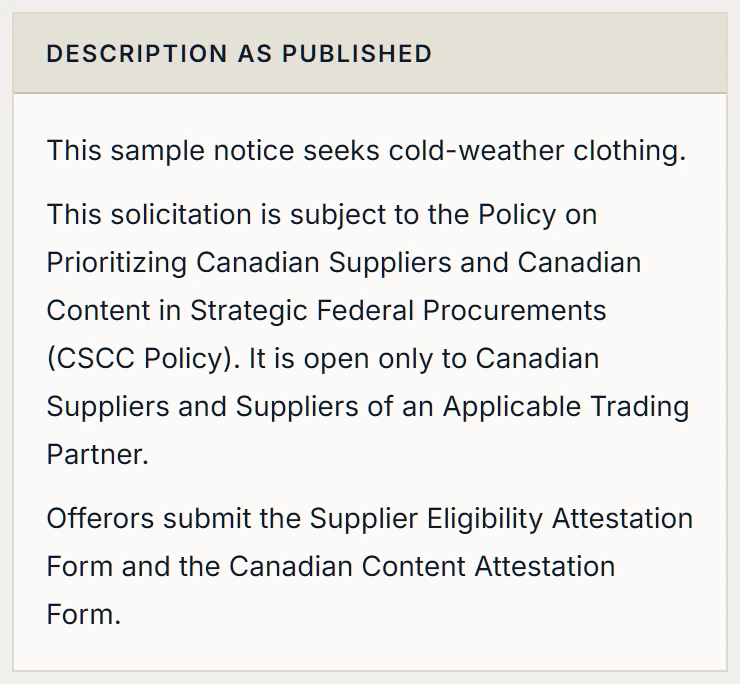 DESCRIPTION AS PUBLISHED
This sample notice seeks cold-weather clothing.
This solicitation is subject to the Policy on
Prioritizing Canadian Suppliers and Canadian
Content in Strategic Federal Procurements
(CSCC Policy). It is open only to Canadian
Suppliers and Suppliers of an Applicable Trading
Partner.
Offerors submit the Supplier Eligibility Attestation
Form and the Canadian Content Attestation
Form.